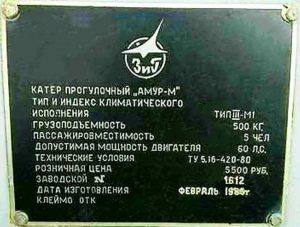 ЗиГ
КАТЕР ПРОГУЛОЧНЫЙ „АМУР-М"
ТИП И ИНДЕКС КЛИМАТИЧЕСКОГО
ИСПОЛНЕНИЯ ТИП III-М1
ГРУЗОПОДЪЕМНОСТЬ 500 КГ.
ПАССАЖИРОВМЕСТИМОСТЬ 5 ЧЕЛ
ДОПУСТИМАЯ МОЩНОСТЬ ДВИГАТЕЛЯ 60 Л.С.
ТЕХНИЧЕСКИЕ УСЛОВИЯ ТУ 5.16-420-80
РОЗНИЧНАЯ ЦЕНА 5500 РУБ.
ЗАВОДСКОЙ № 1612
ДАТА ИЗГОТОВЛЕНИЯ ФЕВРАЛЬ
КЛЕЙМО ОТК